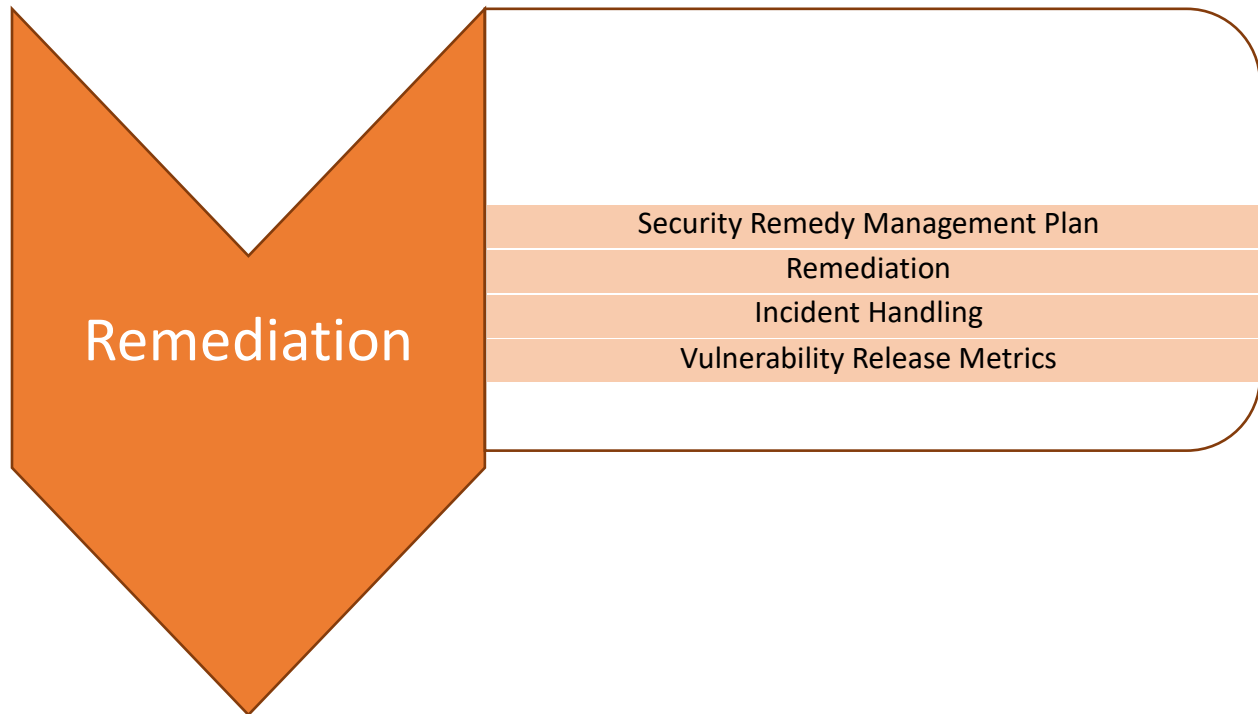 Remediation
Security Remedy Management Plan
Remediation
Incident Handling
Vulnerability Release Metrics